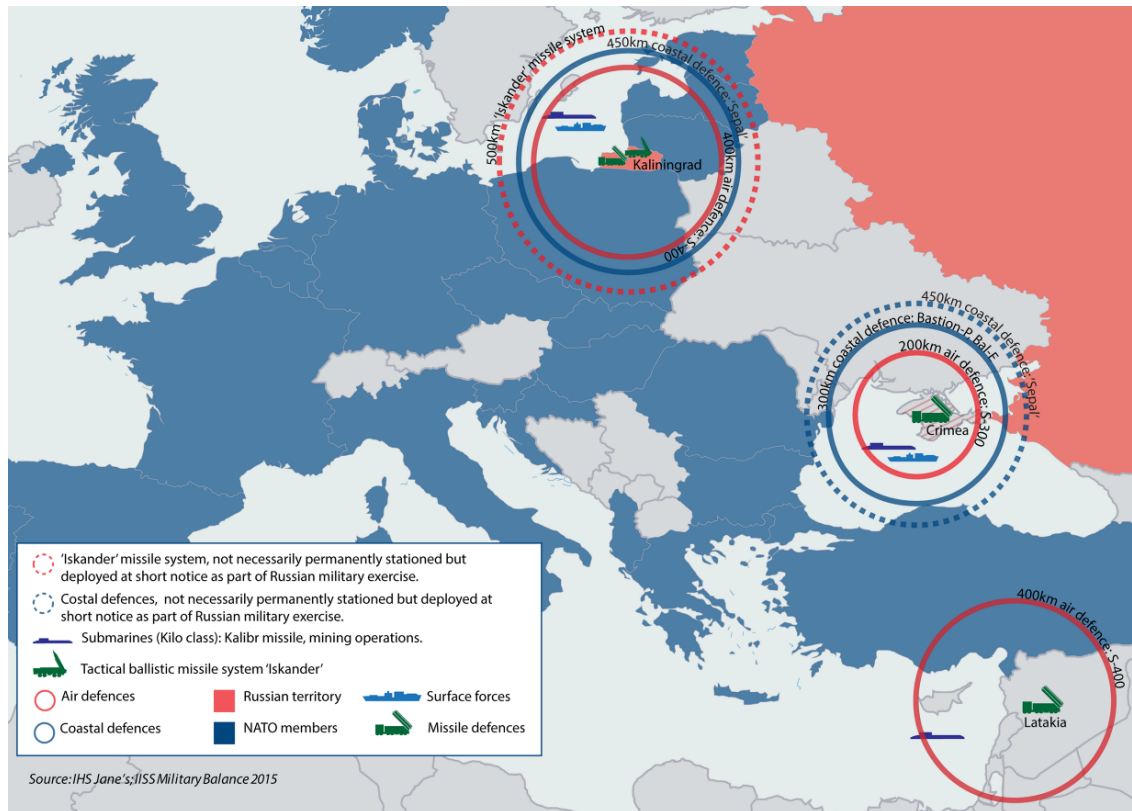 500km 'Iskander' missile system
450km coastal defence: 'Sepal'
400km air defence: S-400
Kaliningrad
450km coastal defence: 'Sepal'
300km coastal defence: Bastion-P, Bal-E
200km air defence: S-300
Crimea
400km air defence: S-400
Latakia
'Iskander' missile system, not necessarily permanently stationed but
deployed at short notice as part of Russian military exercise.
Costal defences, not necessarily permanently stationed but deployed at
short notice as part of Russian military exercise.
Submarines (Kilo class): Kalibr missile, mining operations.
Tactical ballistic missile system 'Iskander'
Air defences
Russian territory
Surface forces
Coastal defences
NATO members
Missile defences
Source: IHS Jane's; IISS Military Balance 2015